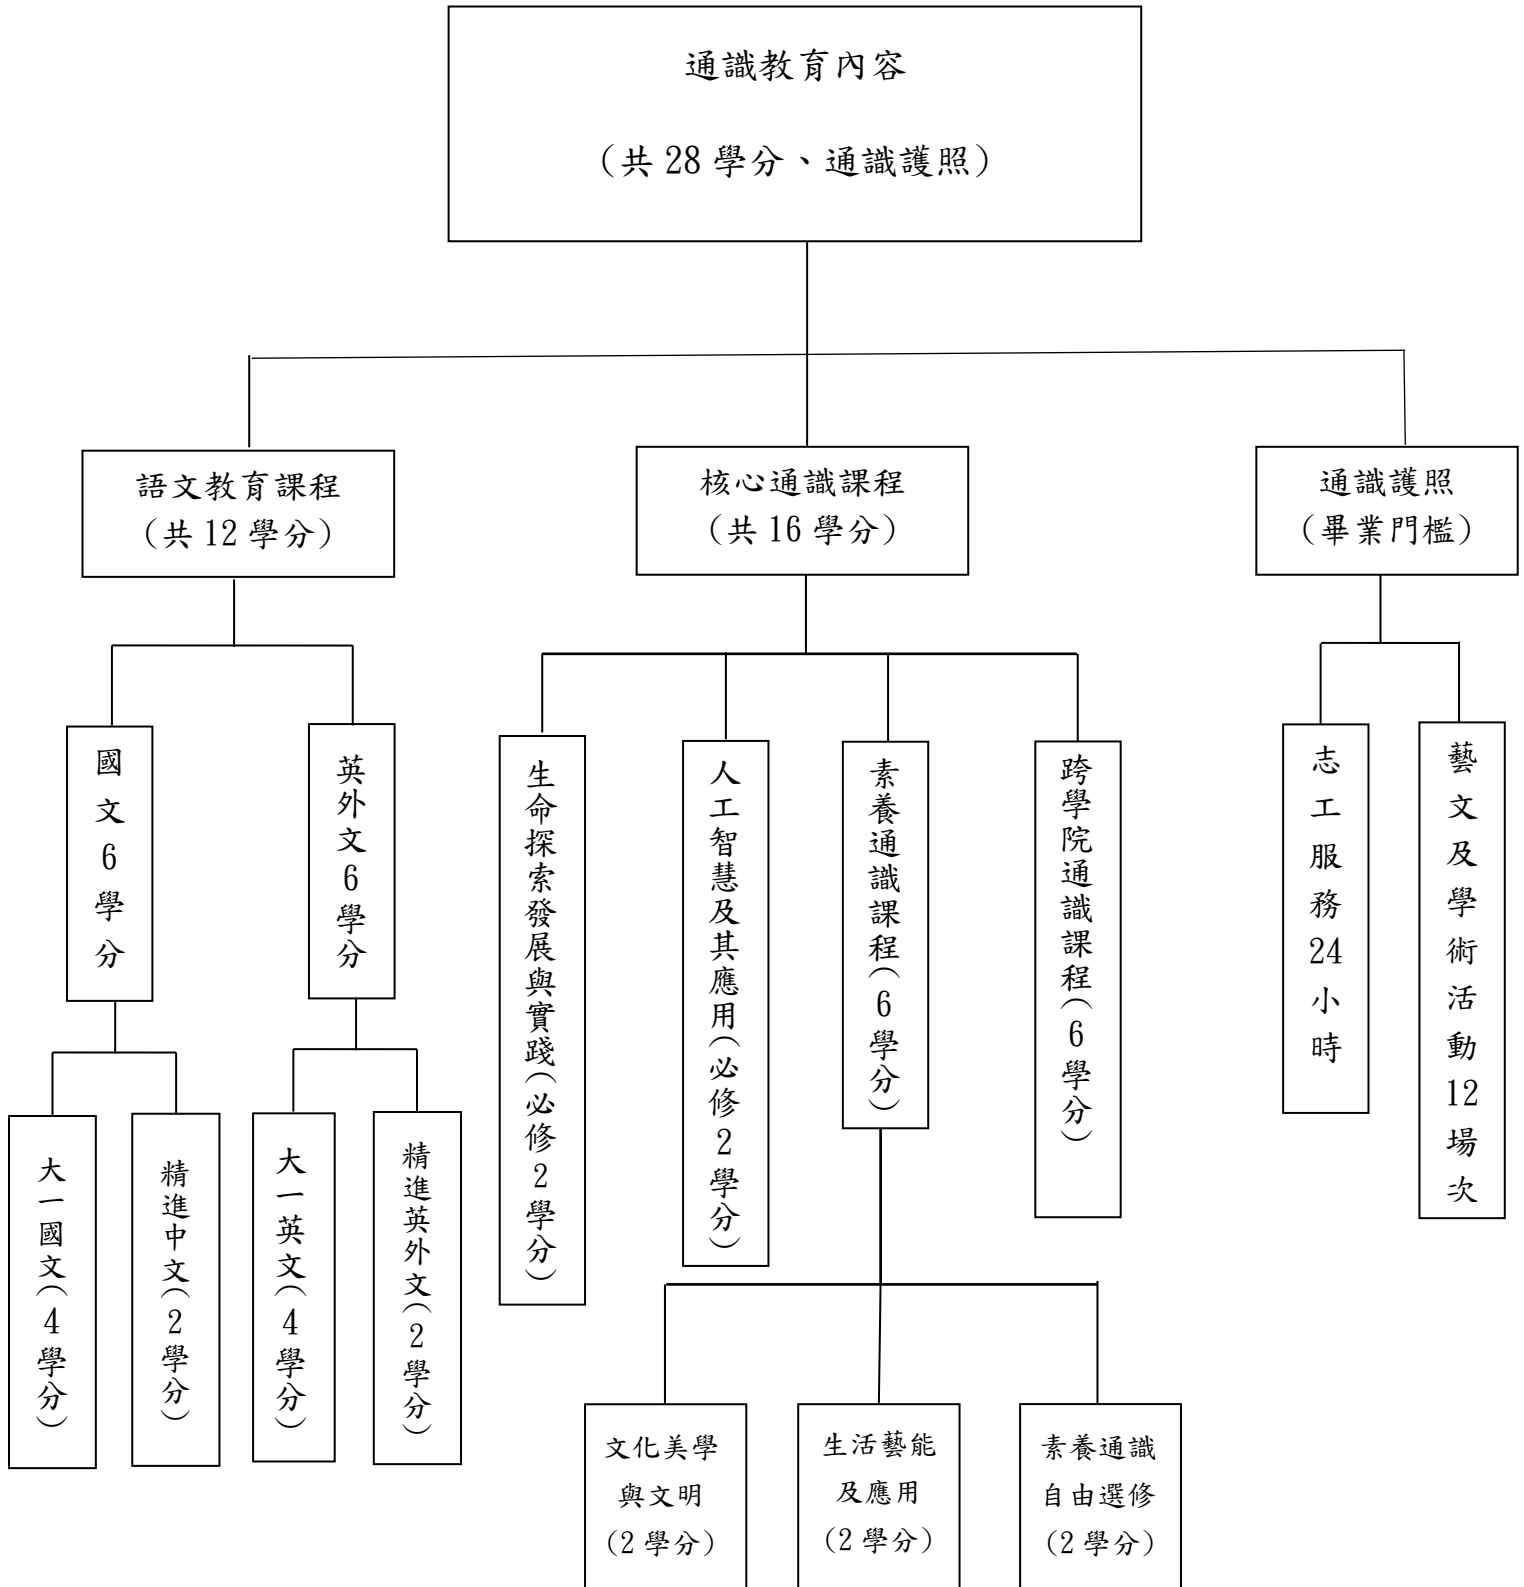 通識教育內容
（共 28 學分、通識護照）
語文教育課程
（共 12 學分）
核心通識課程
（共 16 學分）
通識護照
（畢業門檻）
國文6學分
英外文6學分
生命探索發展與實踐（必修2學分）
人工智慧及其應用（必修2學分）
素養通識課程（6學分）
跨學院通識課程（6學分）
志工服務24小時
藝文及學術活動12場次
大一國文（4學分）
精進中文（2學分）
大一英文（4學分）
精進英外文（2學分）
文化美學
與文明
（2 學分）
生活藝能
及應用
（2 學分）
素養通識
自由選修
（2 學分）